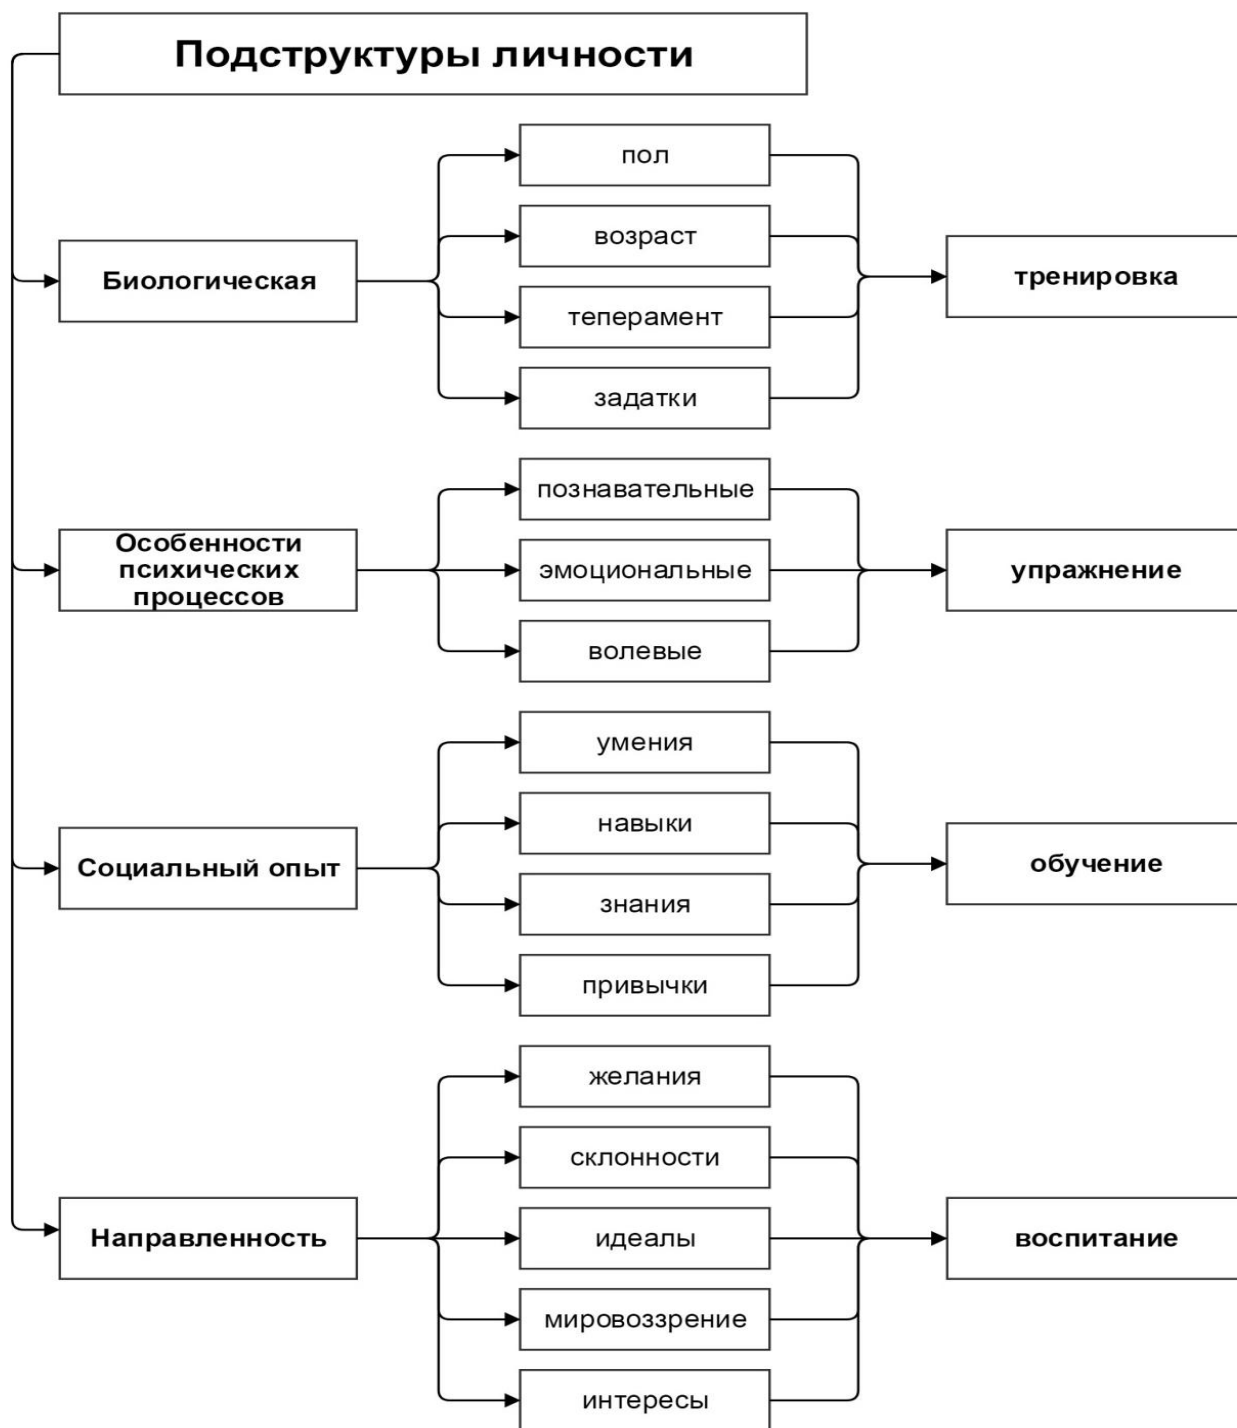 Подструктуры личности
пол
возраст
Биологическая
тренировка
теперамент
задатки
познавательные
Особенности
психических
процессов
эмоциональные
упражнение
волевые
умения
навыки
Социальный опыт
обучение
знания
привычки
желания
склонности
Направленность
идеалы
воспитание
мировоззрение
интересы